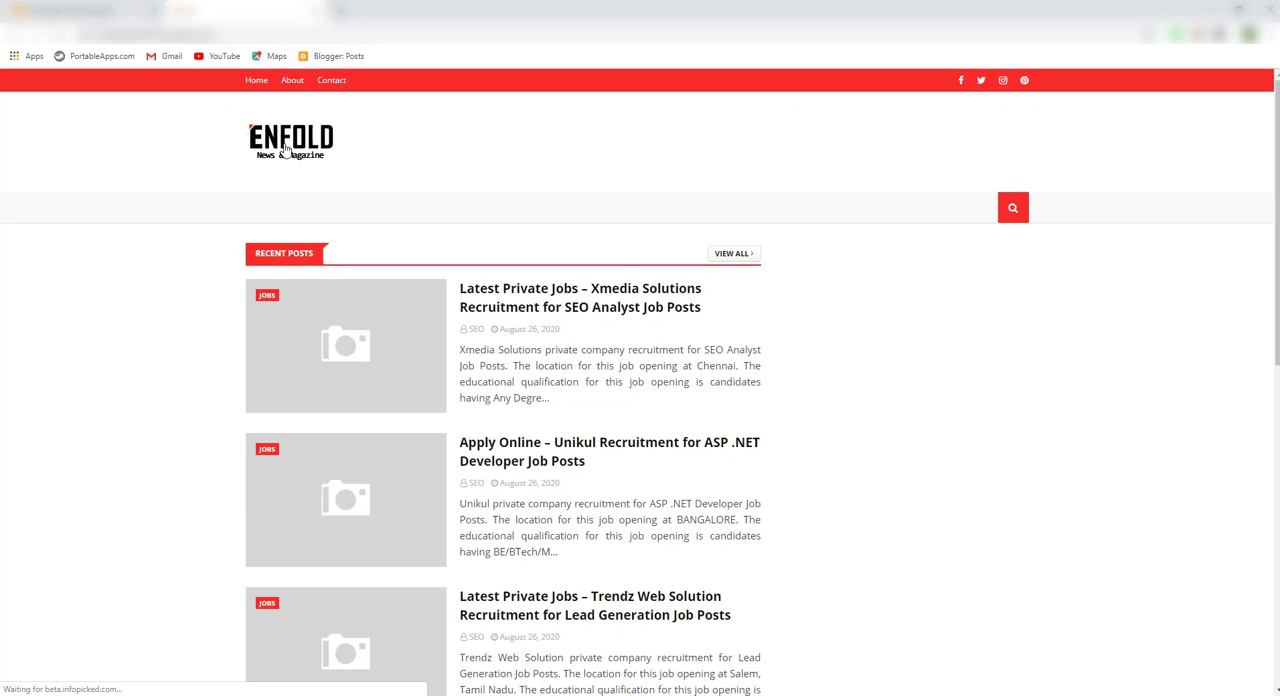 Apps PortableApps.com Gmail YouTube Maps Blogger: Posts
Home About Contact
ENFOLD
News & Magazine
RECENT POSTS VIEW ALL ›
JOBS
Latest Private Jobs – Xmedia Solutions
Recruitment for SEO Analyst Job Posts
SEO August 26, 2020
Xmedia Solutions private company recruitment for SEO Analyst
Job Posts. The location for this job opening at Chennai. The
educational qualification for this job opening is candidates
having Any Degre...
JOBS
Apply Online – Unikul Recruitment for ASP .NET
Developer Job Posts
SEO August 26, 2020
Unikul private company recruitment for ASP .NET Developer Job
Posts. The location for this job opening at BANGALORE. The
educational qualification for this job opening is candidates
having BE/BTech/M...
JOBS
Latest Private Jobs – Trendz Web Solution
Recruitment for Lead Generation Job Posts
SEO August 26, 2020
Trendz Web Solution private company recruitment for Lead
Generation Job Posts. The location for this job opening at Salem,
Tamil Nadu. The educational qualification for this job opening is
Waiting for beta.infopicked.com...